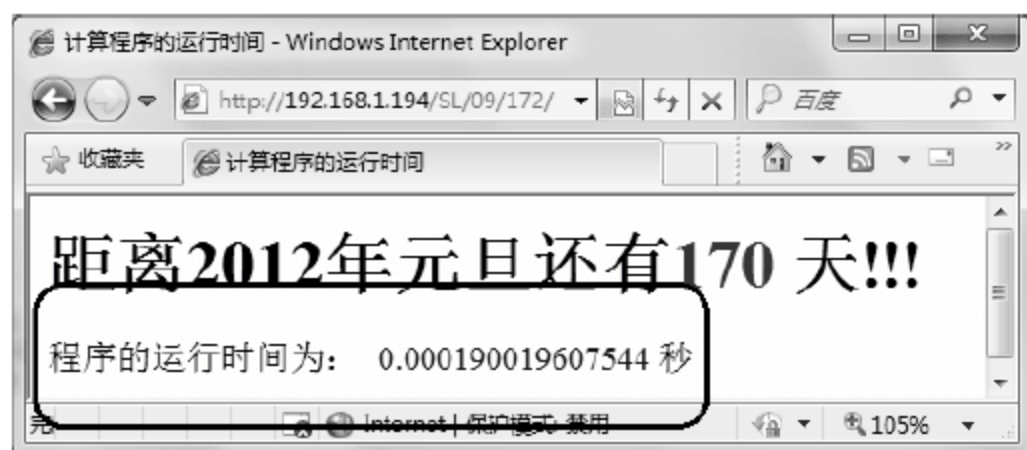 计算程序的运行时间 - Windows Internet Explorer
http://192.168.1.194/SL/09/172/
百度
收藏夹
计算程序的运行时间
距离2012年元旦还有170 天!!!
程序的运行时间为： 0.000190019607544 秒
完
Internet | 保护模式: 禁用
105%